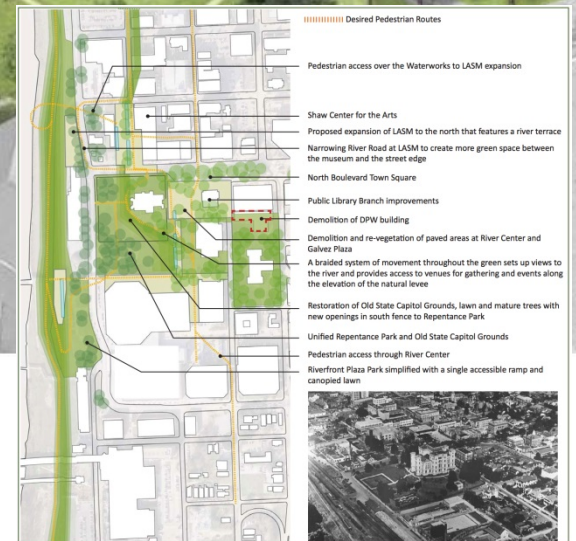 Desired Pedestrian Routes
Pedestrian access over the Waterworks to LASM expansion
Shaw Center for the Arts
Proposed expansion of LASM to the north that features a river terrace
Narrowing River Road at LASM to create more green space between
the museum and the street edge
North Boulevard Town Square
Public Library Branch improvements
Demolition of DPW building
Demolition and re-vegetation of paved areas at River Center and
Galvez Plaza
A braided system of movement throughout the green sets up views to
the river and provides access to venues for gathering and events along
the elevation of the natural levee
Restoration of Old State Capitol Grounds, lawn and mature trees with
new openings in south fence to Repentance Park
Unified Repentance Park and Old State Capitol Grounds
Pedestrian access through River Center
Riverfront Plaza Park simplified with a single accessible ramp and
canopied lawn